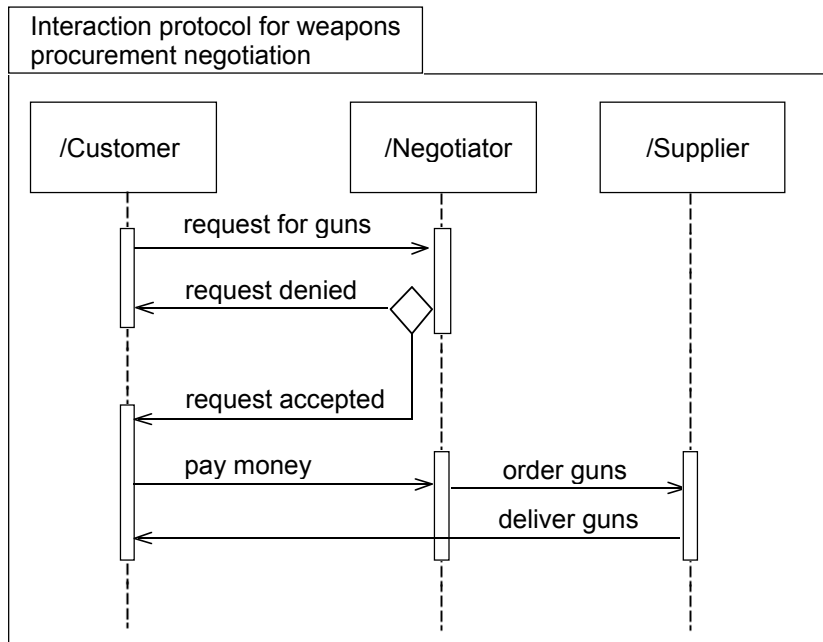 Interaction protocol for weapons
procurement negotiation
/Customer
/Negotiator
/Supplier
request for guns
request denied
request accepted
pay money
order guns
deliver guns